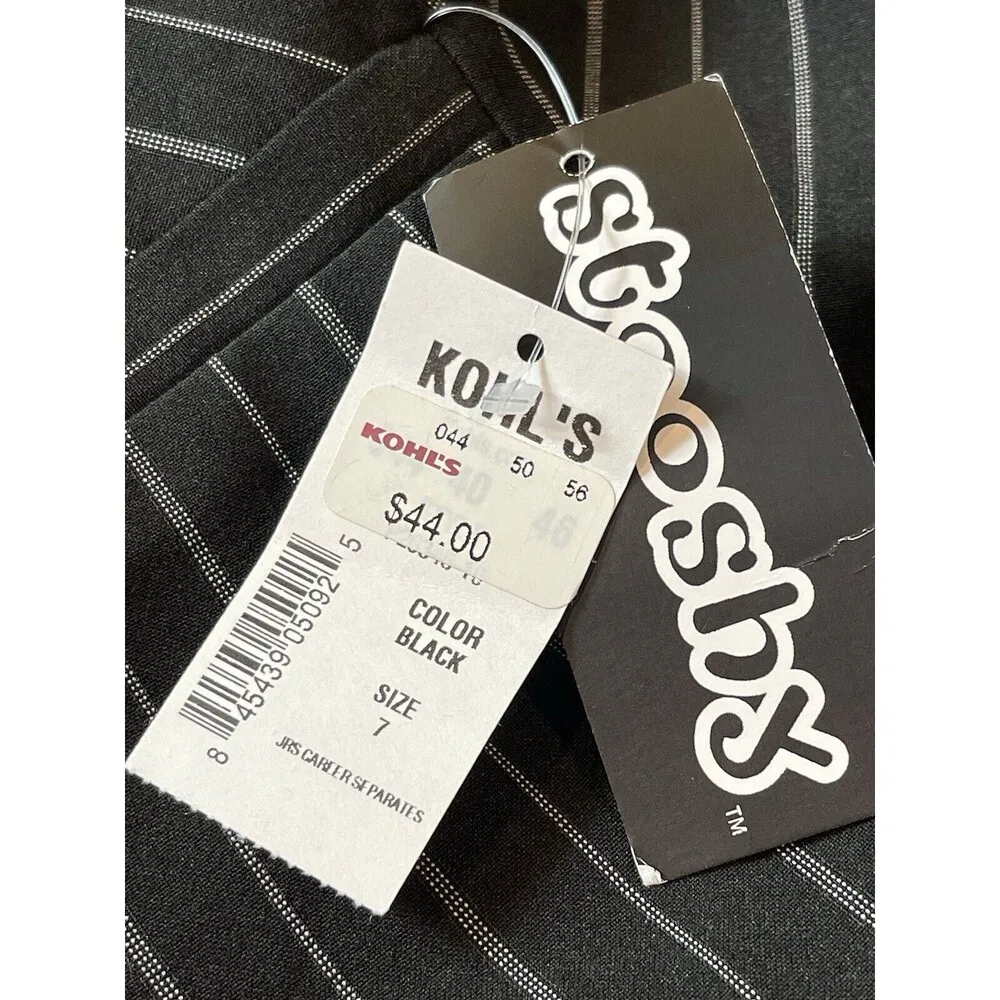 KOHL'S
044 50 56
KOHL'S
$44.00
COLOR
BLACK
SIZE
7
8 45439 05092 5
JRS CAREER SEPARATES
stoosh
TM